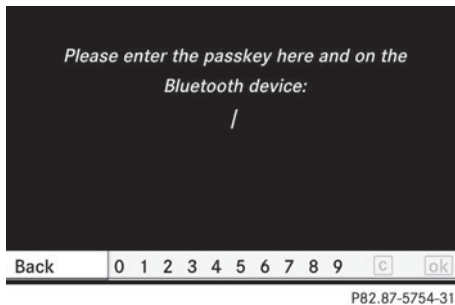 Please enter the passkey here and on the
Bluetooth device:
Back 0 1 2 3 4 5 6 7 8 9 c ok
P82.87-5754-31